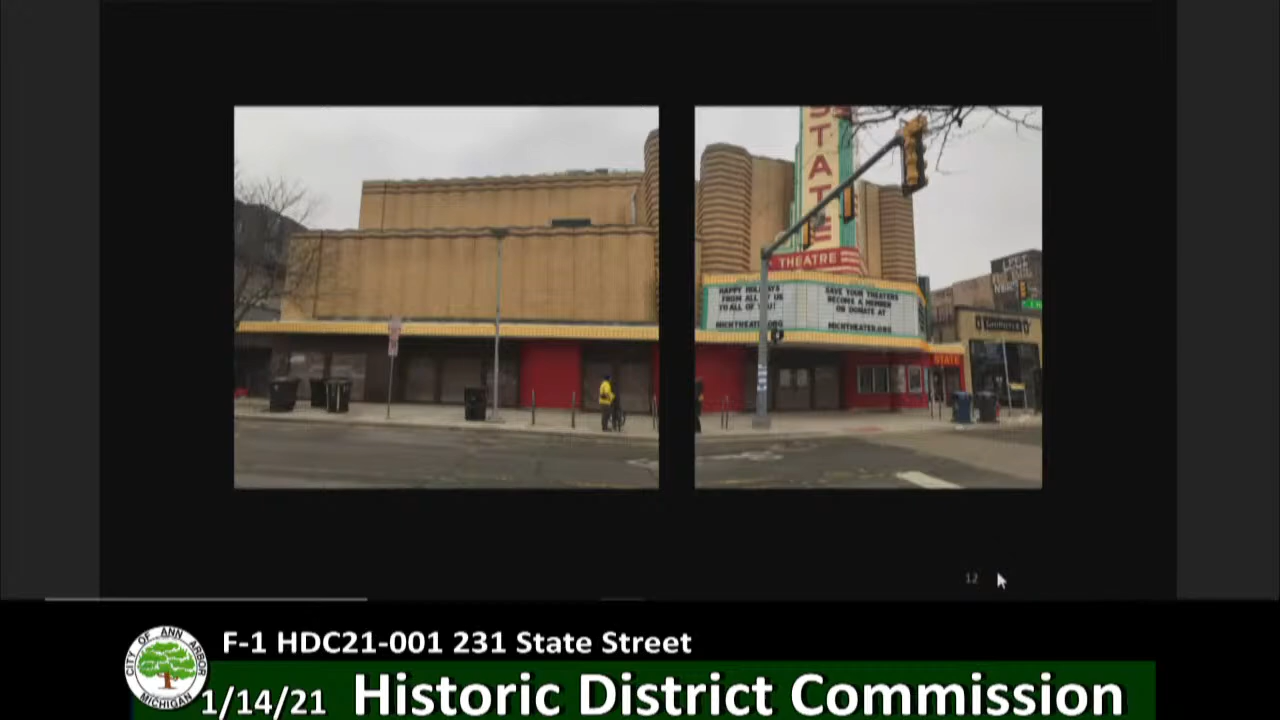 STATE
THEATRE
HAPPY HOLIDAYS
FROM ALL OF US
TO ALL OF YOU!
MICHTHEATER.ORG
SAVE YOUR THEATERS
BECOME A MEMBER
OR DONATE AT
MICHTHEATER.ORG
STATE
12
CITY OF ANN ARBOR
MICHIGAN
F-1 HDC21-001 231 State Street
1/14/21 Historic District Commission